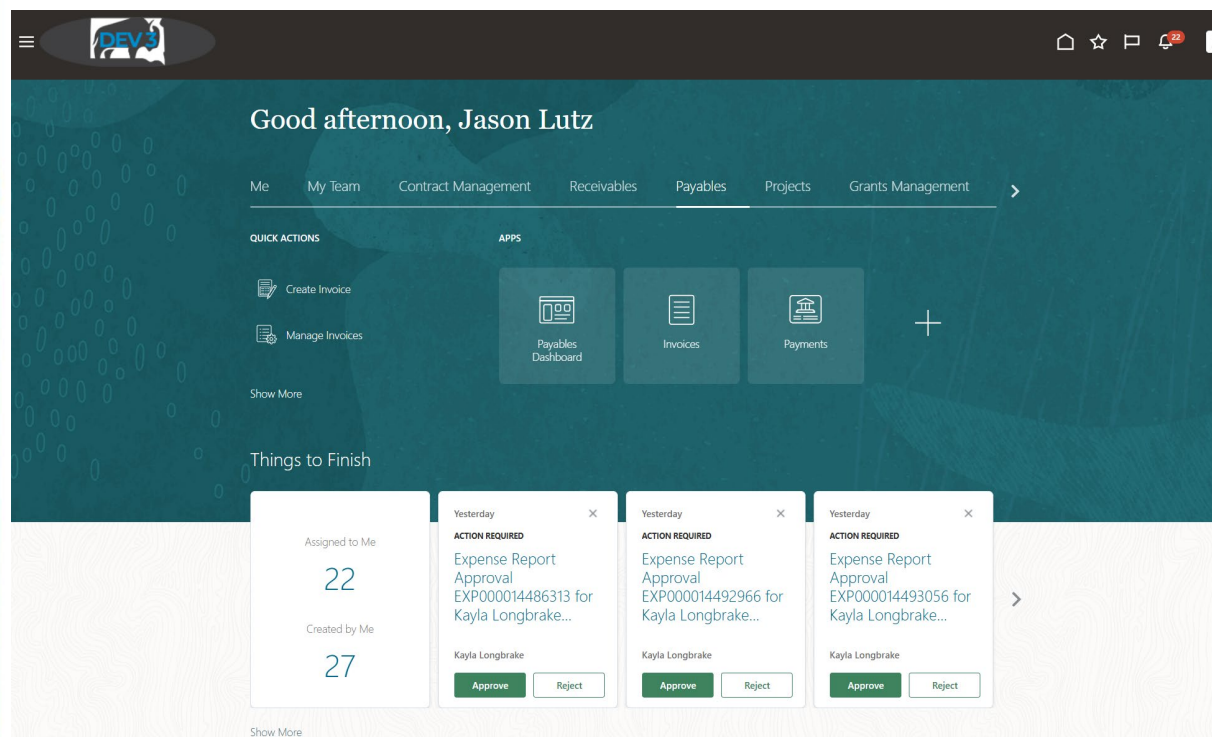 DEV 3
22
Good afternoon, Jason Lutz
Me My Team Contract Management Receivables Payables Projects Grants Management
QUICK ACTIONS
Create Invoice
Manage Invoices
Show More
APPS
Payables
Dashboard
Invoices
Payments
Things to Finish
Assigned to Me
22
Created by Me
27
Yesterday
ACTION REQUIRED
Expense Report
Approval
EXP000014486313 for
Kayla Longbrake...
Kayla Longbrake
Approve Reject
Yesterday
ACTION REQUIRED
Expense Report
Approval
EXP000014492966 for
Kayla Longbrake...
Kayla Longbrake
Approve Reject
Yesterday
ACTION REQUIRED
Expense Report
Approval
EXP000014493056 for
Kayla Longbrake...
Kayla Longbrake
Approve Reject
Show More